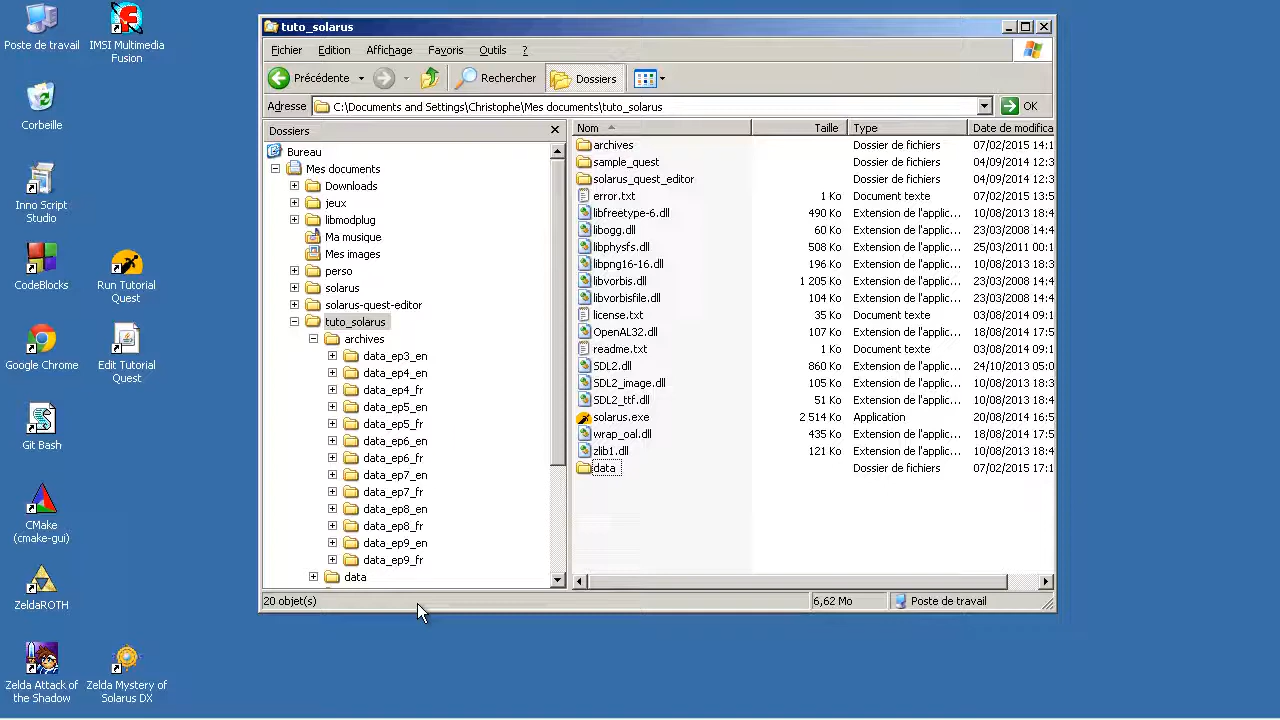 Poste de travail
IMSI Multimedia
Fusion
Corbeille
Inno Script
Studio
CodeBlocks
Run Tutorial
Quest
Google Chrome
Edit Tutorial
Quest
Git Bash
CMake
(cmake-gui)
ZeldaROTH
Zelda Attack of
the Shadow
Zelda Mystery of
Solarus DX
tuto_solarus
Fichier Edition Affichage Favoris Outils ?
Précédente Rechercher Dossiers
Adresse C:\Documents and Settings\Christophe\Mes documents\tuto_solarus OK
Dossiers
Bureau
Mes documents
Downloads
jeux
libmodplug
Ma musique
Mes images
perso
solarus
solarus-quest-editor
tuto_solarus
archives
data_ep3_en
data_ep4_en
data_ep4_fr
data_ep5_en
data_ep5_fr
data_ep6_en
data_ep6_fr
data_ep7_en
data_ep7_fr
data_ep8_en
data_ep8_fr
data_ep9_en
data_ep9_fr
data
Nom Taille Type Date de modifica
archives Dossier de fichiers 07/02/2015 14:1
sample_quest Dossier de fichiers 04/09/2014 12:3
solarus_quest_editor Dossier de fichiers 04/09/2014 12:3
error.txt 1 Ko Document texte 07/02/2015 13:5
libfreetype-6.dll 490 Ko Extension de l'applic... 10/08/2013 18:4
libogg.dll 60 Ko Extension de l'applic... 23/03/2008 14:4
libphysfs.dll 508 Ko Extension de l'applic... 25/03/2011 00:1
libpng16-16.dll 196 Ko Extension de l'applic... 10/08/2013 18:3
libvorbis.dll 1 205 Ko Extension de l'applic... 23/03/2008 14:4
libvorbisfile.dll 104 Ko Extension de l'applic... 23/03/2008 14:4
license.txt 35 Ko Document texte 03/08/2014 09:1
OpenAL32.dll 107 Ko Extension de l'applic... 18/08/2014 17:5
readme.txt 1 Ko Document texte 03/08/2014 09:1
SDL2.dll 860 Ko Extension de l'applic... 24/10/2013 05:0
SDL2_image.dll 105 Ko Extension de l'applic... 10/08/2013 18:3
SDL2_ttf.dll 51 Ko Extension de l'applic... 10/08/2013 18:4
solarus.exe 2 514 Ko Application 20/08/2014 16:5
wrap_oal.dll 435 Ko Extension de l'applic... 18/08/2014 17:5
zlib1.dll 121 Ko Extension de l'applic... 10/08/2013 18:3
data Dossier de fichiers 07/02/2015 17:1
20 objet(s) 6,62 Mo Poste de travail